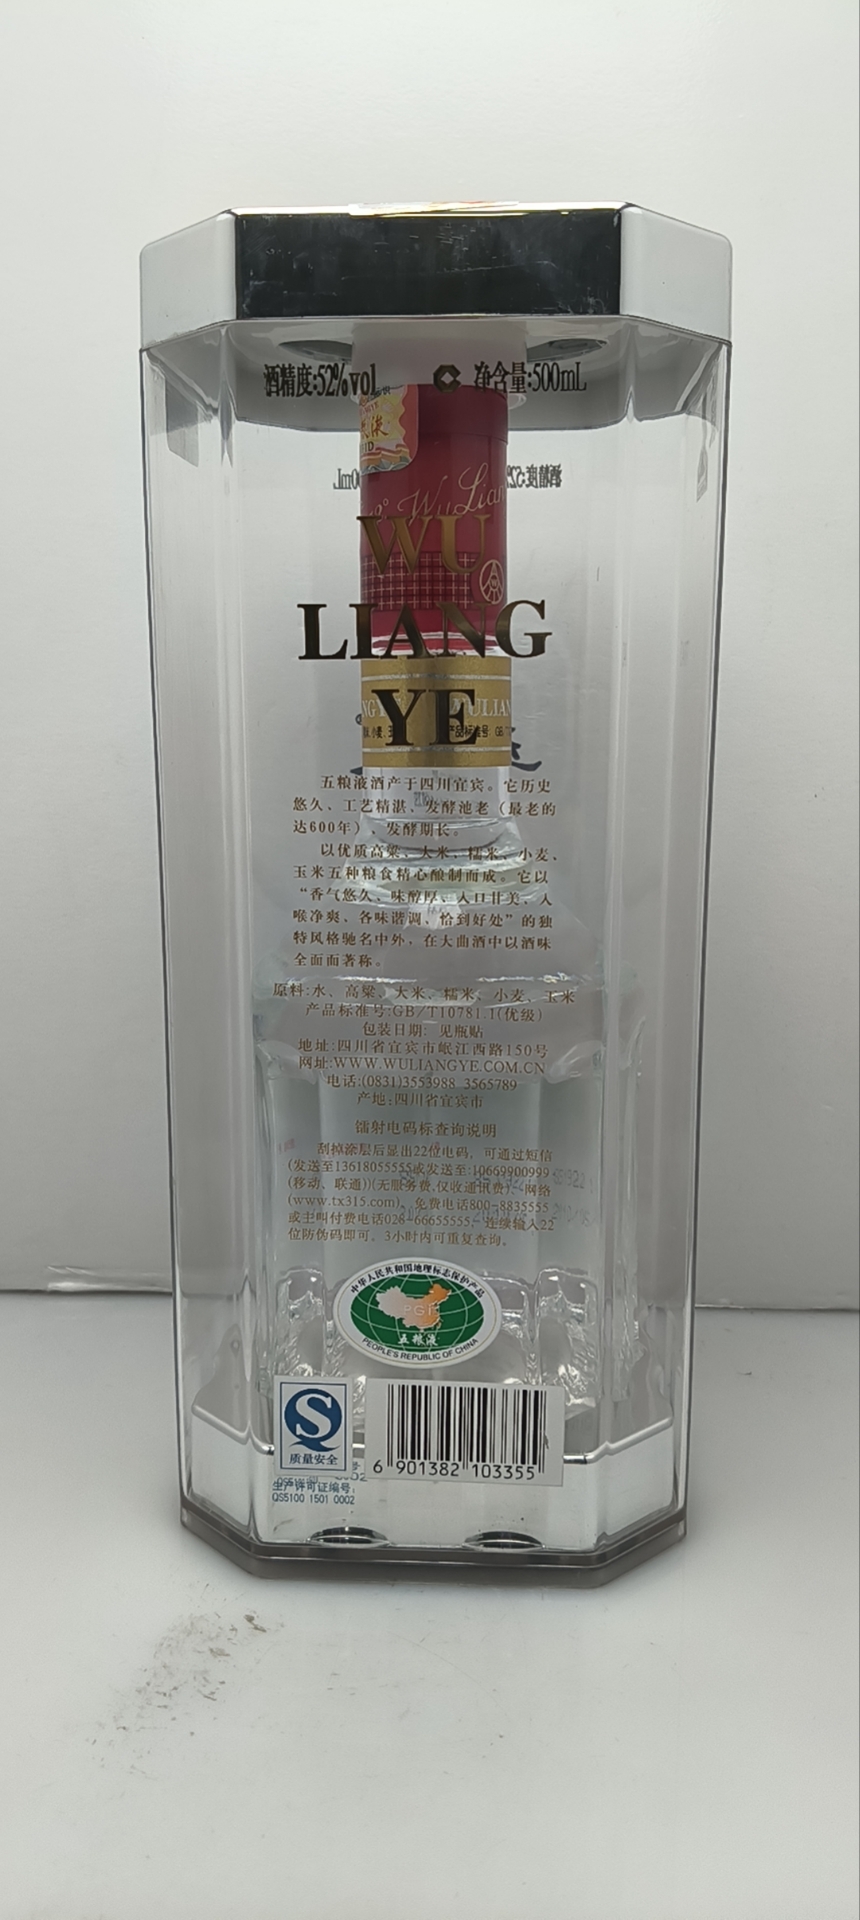 酒精度:52%vol 净含量:500mL
Wu Lian
WU
LIANG
YE
五粮液酒产于四川宜宾。它历史
悠久、工艺精湛、发酵池老（最老的
达600年）、发酵期长。
以优质高粱、大米、糯米、小麦、
玉米五种粮食精心酿制而成。它以
“香气悠久、味醇厚、入口甘美、入
喉净爽、各味谐调、恰到好处”的独
特风格驰名中外，在大曲酒中以酒味
全面而著称。
原料:水、高粱、大米、糯米、小麦、玉米
产品标准号:GB/T10781.1(优级)
包装日期: 见瓶贴
地址:四川省宜宾市岷江西路150号
网址:WWW.WULIANGYE.COM.CN
电话:(0831)3553988 3565789
产地:四川省宜宾市
镭射电码标查询说明
刮掉涂层后显出22位电码，可通过短信
(发送至13618055555或发送至:10669900999
(移动、联通))(无服务费,仅收通讯费)、网络
(www.tx315.com)、免费电话800-8835555
或主叫付费电话028-66655555，连续输入22
位防伪码即可。3小时内可重复查询。
中华人民共和国地理标志保护产品
PGI
五粮液
PEOPLE'S REPUBLIC OF CHINA
质量安全
6 901382 103355
生产许可证编号:
QS5100 1501 0002